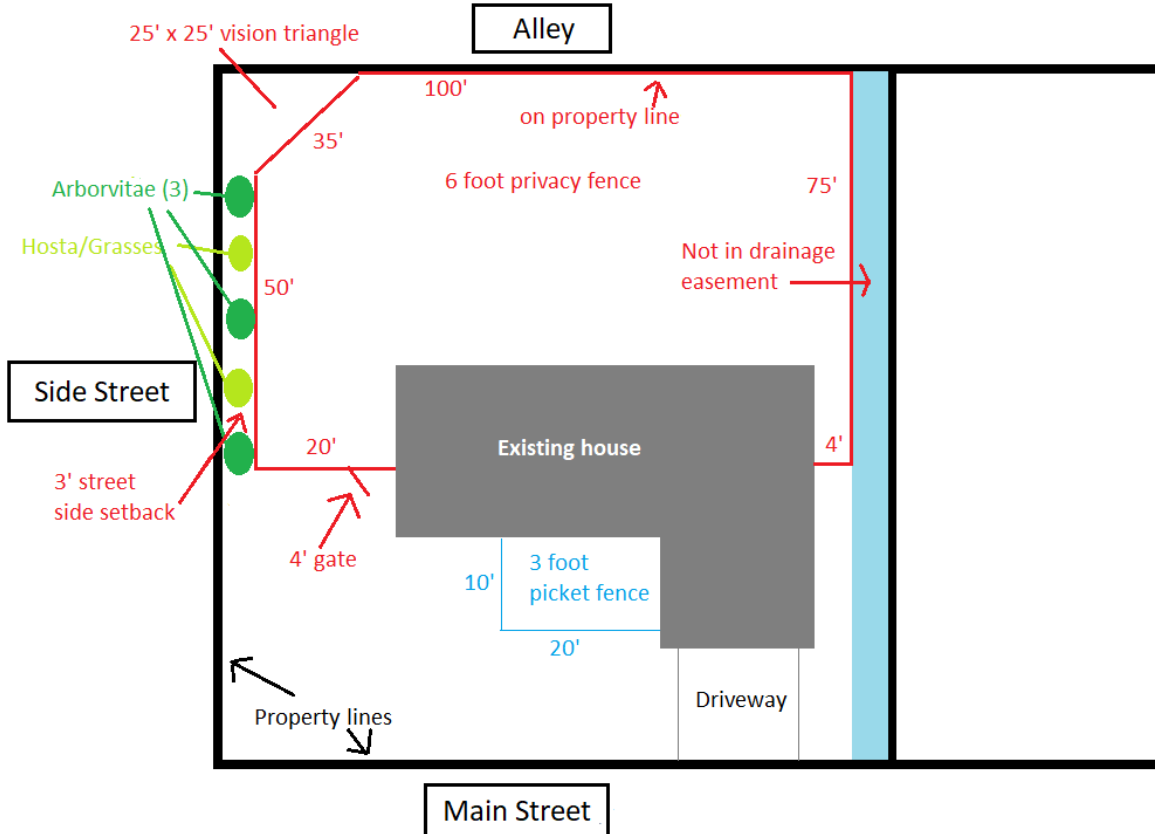 Alley
25' x 25' vision triangle
100'
on property line
35'
Arborvitae (3)
6 foot privacy fence
75'
Hosta/Grasses
Not in drainage
easement
50'
Side Street
20'
Existing house
4'
3' street
side setback
4' gate
3 foot
picket fence
10'
20'
Driveway
Property lines
Main Street